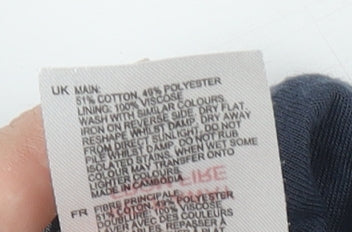 UK MAIN:
51% COTTON, 49% POLYESTER
LINING: 100% VISCOSE
WASH WITH SIMILAR COLOURS,
IRON ON REVERSE SIDE. DRY FLAT.
RESHAPE WHILST DAMP. DRY AWAY
FROM DIRECT SUNLIGHT. DO NOT
PILE WHILST DAMP. DO NOT RUB
ISOLATED STAINS. WHEN WET SOME
COLOUR MAY TRANSFER ONTO
LIGHTER COLOURS.
MADE IN CAMBODIA
FR FIBRE PRINCIPALE:
51% COTON, 49% POLYESTER
DOUBLURE: 100% VISCOSE
LAVER AVEC DES COULEURS
REPASSER À